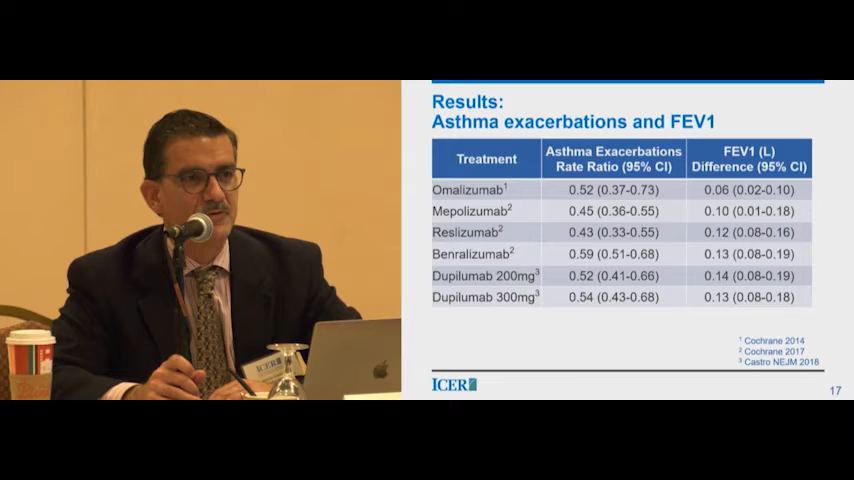 Results:
Asthma exacerbations and FEV1
Treatment
Asthma Exacerbations
Rate Ratio (95% CI)
FEV1 (L)
Difference (95% CI)
Omalizumab¹ 0.52 (0.37-0.73) 0.06 (0.02-0.10)
Mepolizumab² 0.45 (0.36-0.55) 0.10 (0.01-0.18)
Reslizumab² 0.43 (0.33-0.55) 0.12 (0.08-0.16)
Benralizumab² 0.59 (0.51-0.68) 0.13 (0.08-0.19)
Dupilumab 200mg³ 0.52 (0.41-0.66) 0.14 (0.08-0.19)
Dupilumab 300mg³ 0.54 (0.43-0.68) 0.13 (0.08-0.18)
¹ Cochrane 2014
² Cochrane 2017
³ Castro NEJM 2018
ICER
17
ICER